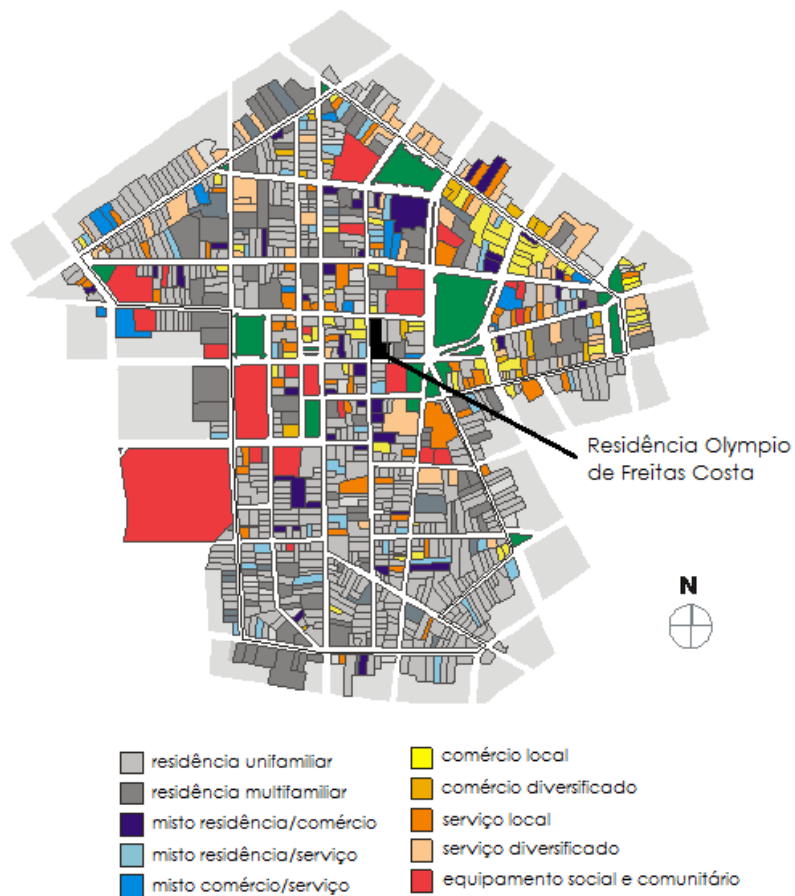 Residência Olympio
de Freitas Costa
N
residência unifamiliar
residência multifamiliar
misto residência/comércio
misto residência/serviço
misto comércio/serviço
comércio local
comércio diversificado
serviço local
serviço diversificado
equipamento social e comunitário